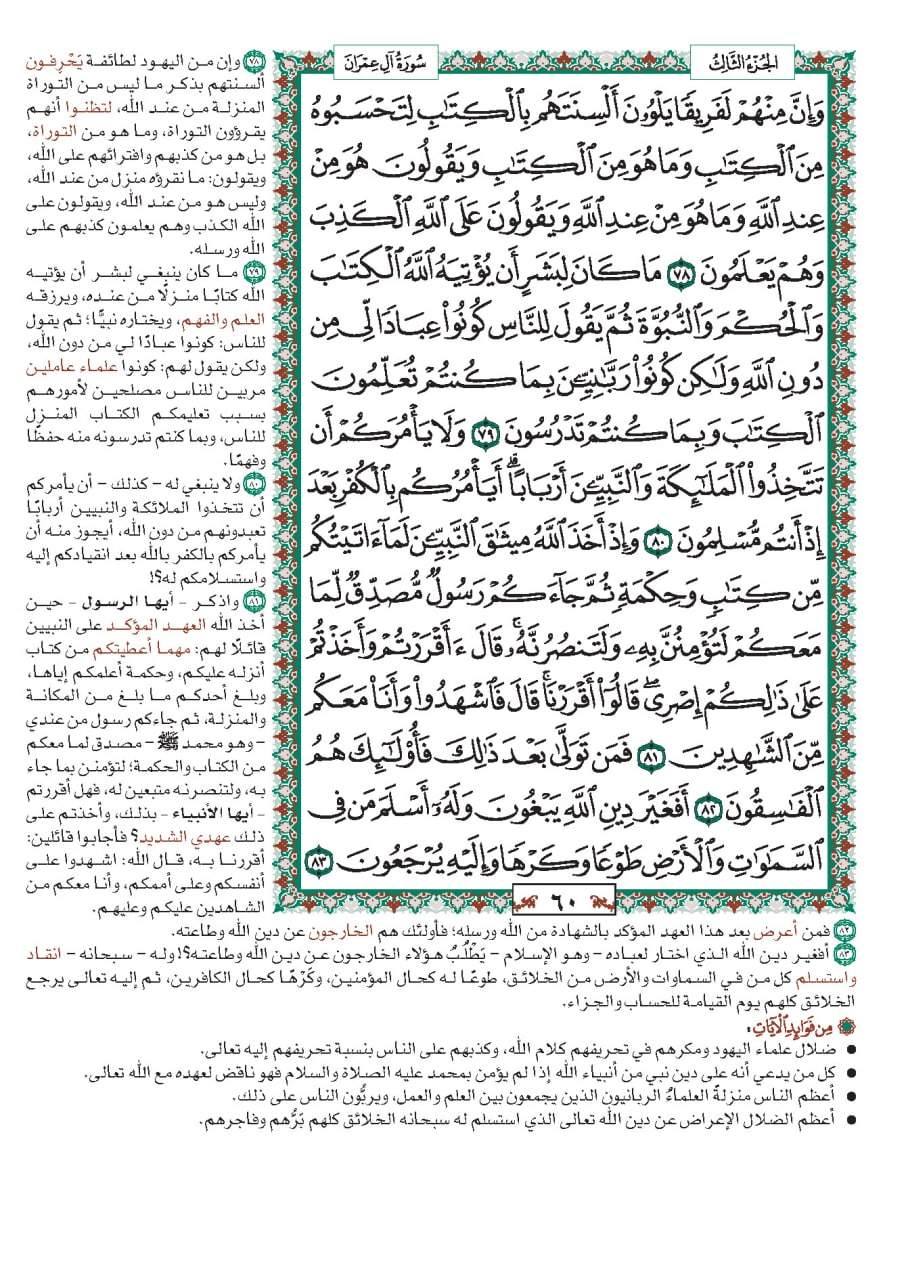 الجزء الثالث
سورة آل عمران
وَإِنَّ مِنْهُمْ لَفَرِيقًا يَلْوُۥنَ أَلْسِنَتَهُم بِالْكِتَٰبِ لِتَحْسَبُوهُ
مِنَ الْكِتَٰبِ وَمَا هُوَ مِنَ الْكِتَٰبِ وَيَقُولُونَ هُوَ مِنْ
عِندِ اللَّهِ وَمَا هُوَ مِنْ عِندِ اللَّهِ وَيَقُولُونَ عَلَى اللَّهِ الْكَذِبَ
وَهُمْ يَعْلَمُونَ ٧٨ مَا كَانَ لِبَشَرٍ أَن يُؤْتِيَهُ اللَّهُ الْكِتَٰبَ
وَالْحُكْمَ وَالنُّبُوَّةَ ثُمَّ يَقُولَ لِلنَّاسِ كُونُوا۟ عِبَادًا لِّي مِن
دُونِ اللَّهِ وَلَٰكِن كُونُوا۟ رَبَّٰنِيِّۦنَ بِمَا كُنتُمْ تُعَلِّمُونَ
الْكِتَٰبَ وَبِمَا كُنتُمْ تَدْرُسُونَ ٧٩ وَلَا يَأْمُرَكُمْ أَن
تَتَّخِذُوا۟ الْمَلَٰٓئِكَةَ وَالنَّبِيِّۦنَ أَرْبَابًا ۗ أَيَأْمُرُكُم بِالْكُفْرِ بَعْدَ
إِذْ أَنتُم مُّسْلِمُونَ ٨٠ وَإِذْ أَخَذَ اللَّهُ مِيثَٰقَ النَّبِيِّۦنَ لَمَآ ءَاتَيْتُكُم
مِّن كِتَٰبٍ وَحِكْمَةٍ ثُمَّ جَآءَكُمْ رَسُولٌ مُّصَدِّقٌ لِّمَا
مَعَكُمْ لَتُؤْمِنُنَّ بِهِۦ وَلَتَنصُرُنَّهُۥ ۚ قَالَ ءَأَقْرَرْتُمْ وَأَخَذْتُمْ
عَلَىٰ ذَٰلِكُمْ إِصْرِي ۖ قَالُوٓا۟ أَقْرَرْنَا ۚ قَالَ فَاشْهَدُوا۟ وَأَنَا۠ مَعَكُم
مِّنَ الشَّٰهِدِينَ ٨١ فَمَن تَوَلَّىٰ بَعْدَ ذَٰلِكَ فَأُو۟لَٰٓئِكَ هُمُ
الْفَٰسِقُونَ ٨٢ أَفَغَيْرَ دِينِ اللَّهِ يَبْغُونَ وَلَهُۥٓ أَسْلَمَ مَن فِي
السَّمَٰوَٰتِ وَالْأَرْضِ طَوْعًا وَكَرْهًا وَإِلَيْهِ يُرْجَعُونَ ٨٣
٦٠
٧٨ وإن من اليهود لطائفة يَحْرِفون
ألسنتهم بذكر ما ليس من التوراة
المنزلة من عند الله، لتظنوا أنهم
يقرؤون التوراة، وما هو من التوراة،
بل هو من كذبهم وافترائهم على الله،
ويقولون: ما نقرؤه منزل من عند الله،
وليس هو من عند الله، ويقولون على
الله الكذب وهم يعلمون كذبهم على
الله ورسله.
٧٩ ما كان ينبغي لبشر أن يؤتيه
الله كتابًا منزلًا من عنده، ويرزقه
العلم والفهم، ويختاره نبيًّا؛ ثم يقول
للناس: كونوا عبادًا لي من دون الله،
ولكن يقول لهم: كونوا علماء عاملين
مربين للناس مصلحين لأمورهم
بسبب تعليمكم الكتاب المنزل
للناس، وبما كنتم تدرسونه منه حفظًا
وفهمًا.
٨٠ ولا ينبغي له – كذلك – أن يأمركم
أن تتخذوا الملائكة والنبيين أربابًا
تعبدونهم من دون الله، أيجوز منه أن
يأمركم بالكفر بالله بعد انقيادكم إليه
واستسلامكم له؟!
٨١ واذكر – أيها الرسول – حين
أخذ الله العهد المؤكد على النبيين
قائلًا لهم: مهما أعطيتكم من كتاب
أنزله عليكم، وحكمة أعلمكم إياها،
وبلغ أحدكم ما بلغ من المكانة
والمنزلة، ثم جاءكم رسول من عندي
– وهو محمد ﷺ – مصدق لما معكم
من الكتاب والحكمة؛ لتؤمنن بما جاء
به، ولتنصرنه متبعين له، فهل أقررتم
– أيها الأنبياء – بذلك، وأخذتم على
ذلك عهدي الشديد؟ فأجابوا قائلين:
أقررنا به، قال الله: اشهدوا على
أنفسكم وعلى أممكم، وأنا معكم من
الشاهدين عليكم وعليهم.
٨٢ فمن أعرض بعد هذا العهد المؤكد بالشهادة من الله ورسله؛ فأولئك هم الخارجون عن دين الله وطاعته.
٨٣ أفغير دين الله الذي اختار لعباده – وهو الإسلام – يَطْلُبُ هؤلاء الخارجون عن دين الله وطاعته؟! وله – سبحانه – انقاد
واستسلم كل من في السماوات والأرض من الخلائق، طوعًا له كحال المؤمنين، وكَرْهًا كحال الكافرين، ثم إليه تعالى يرجع
الخلائق كلهم يوم القيامة للحساب والجزاء.
من فوائد الآيات:
● ضلال علماء اليهود ومكرهم في تحريفهم كلام الله، وكذبهم على الناس بنسبة تحريفهم إليه تعالى.
● كل من يدعي أنه على دين نبي من أنبياء الله إذا لم يؤمن بمحمد عليه الصلاة والسلام فهو ناقض لعهده مع الله تعالى.
● أعظم الناس منزلةً العلماءُ الربانيون الذين يجمعون بين العلم والعمل، ويربُّون الناس على ذلك.
● أعظم الضلال الإعراض عن دين الله تعالى الذي استسلم له سبحانه الخلائق كلهم بَرُّهم وفاجرهم.